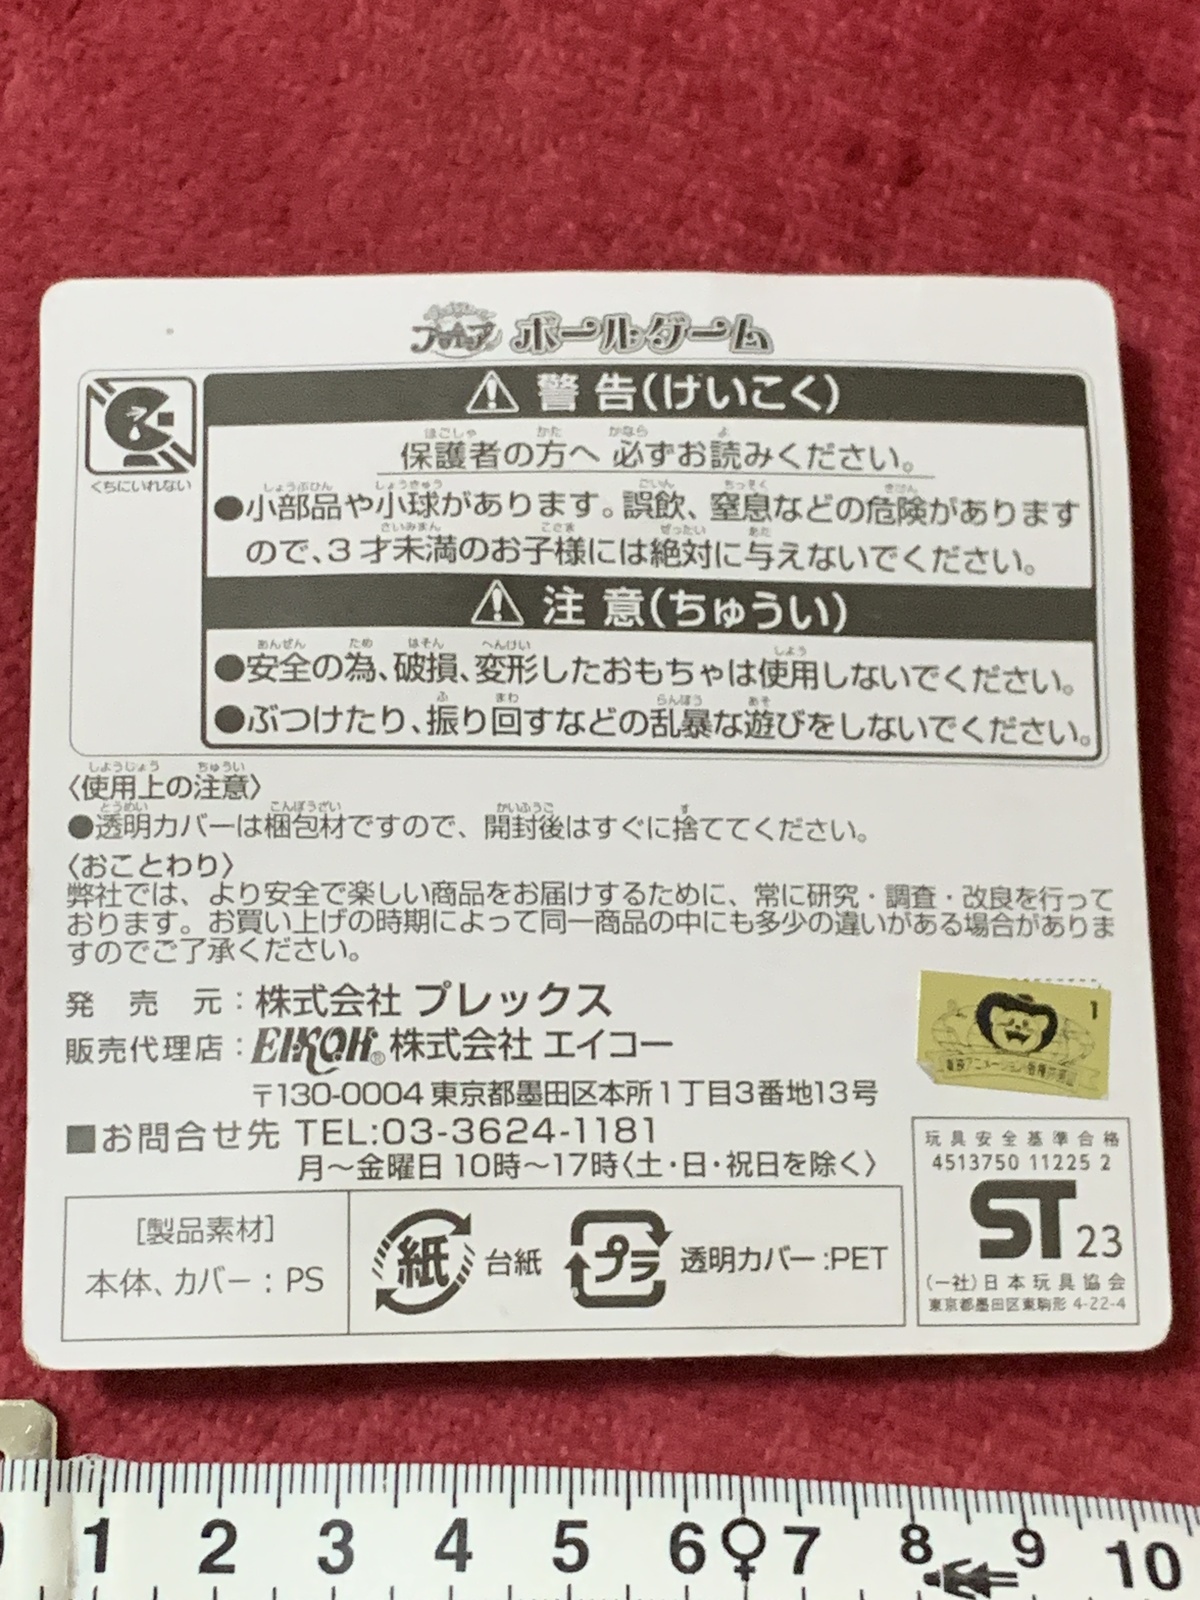 プリキュア ボールゲーム
警告(けいこく)
くちにいれない
保護者の方へ 必ずお読みください。
●小部品や小球があります。誤飲、窒息などの危険があります
ので、3才未満のお子様には絶対に与えないでください。
注意(ちゅうい)
●安全の為、破損、変形したおもちゃは使用しないでください。
●ぶつけたり、振り回すなどの乱暴な遊びをしないでください。
〈使用上の注意〉
●透明カバーは梱包材ですので、開封後はすぐに捨ててください。
〈おことわり〉
弊社では、より安全で楽しい商品をお届けするために、常に研究・調査・改良を行って
おります。お買い上げの時期によって同一商品の中にも多少の違いがある場合がありま
すのでご了承ください。
発売元：株式会社 プレックス
販売代理店：EIKOH® 株式会社 エイコー
〒130-0004 東京都墨田区本所1丁目3番地13号
■お問合せ先 TEL:03-3624-1181
月〜金曜日 10時〜17時〈土・日・祝日を除く〉
[製品素材]
本体、カバー：PS
紙 台紙
プラ 透明カバー:PET
1
玩具安全基準合格
4513750 11225 2
ST 23
(一社)日本玩具協会
東京都墨田区東駒形 4-22-4
1 2 3 4 5 6 7 8 9 10